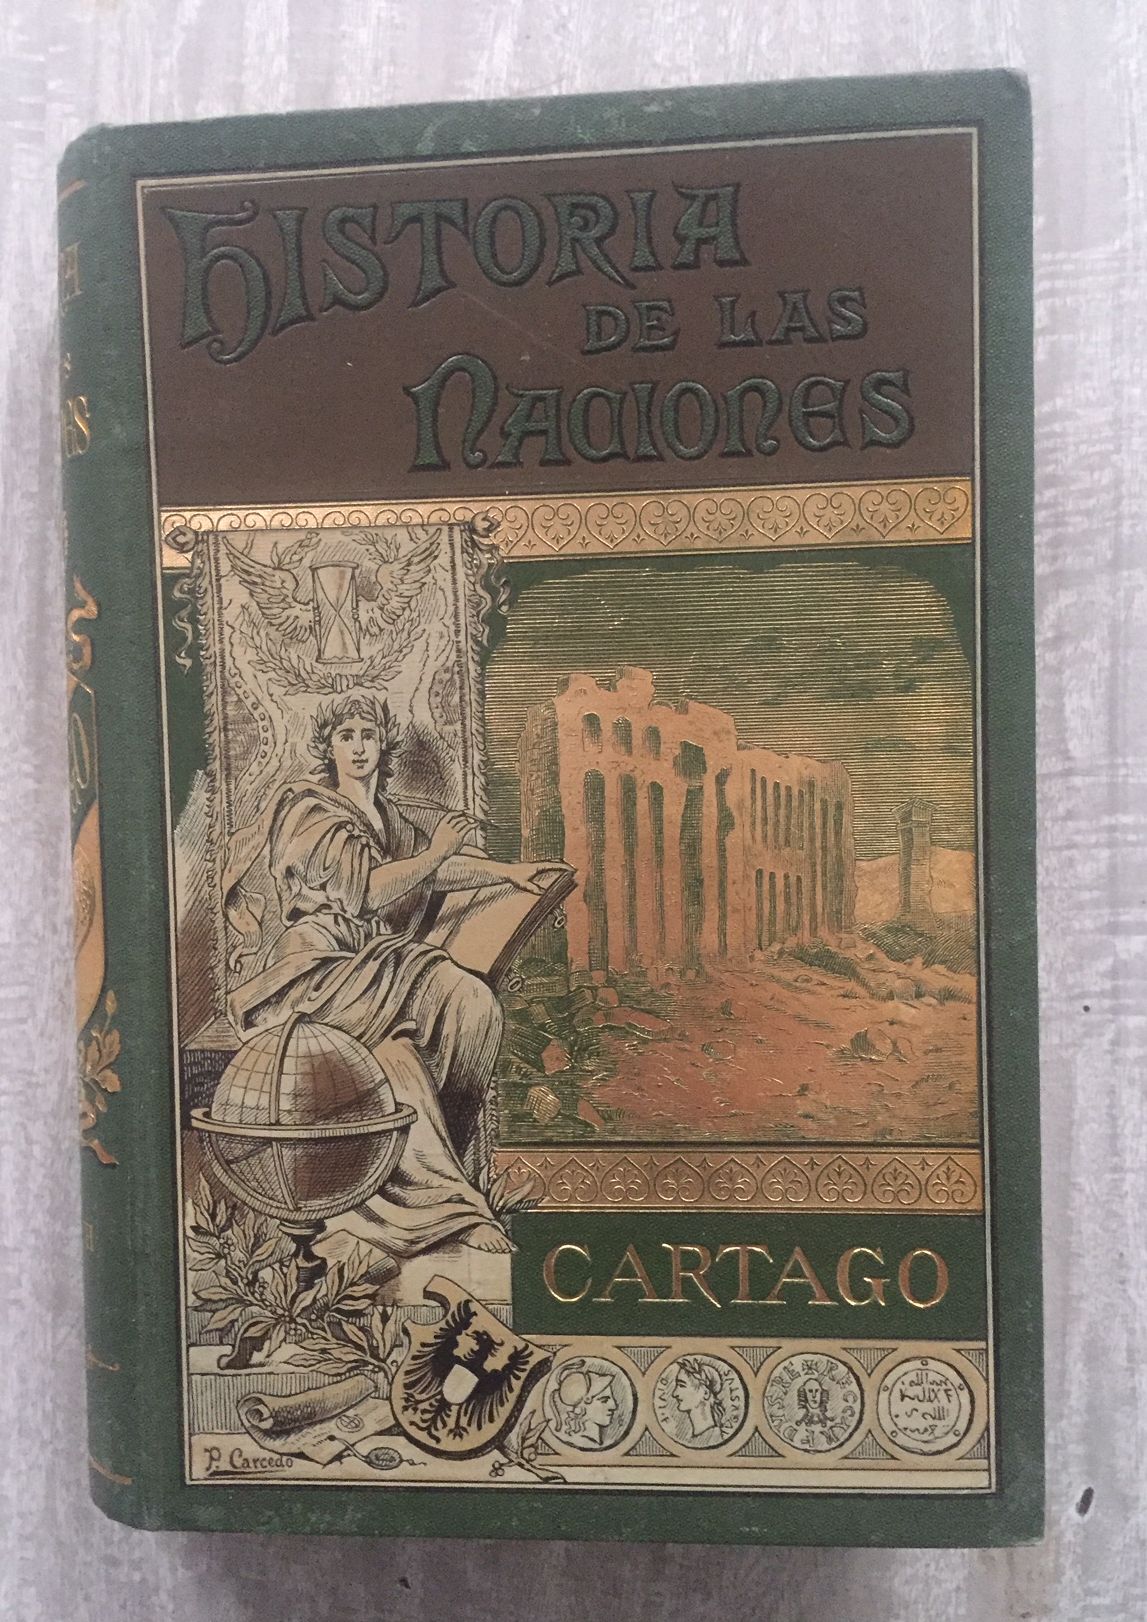 HISTORIA
DE LAS
NACIONES
CARTAGO
P. Carcedo